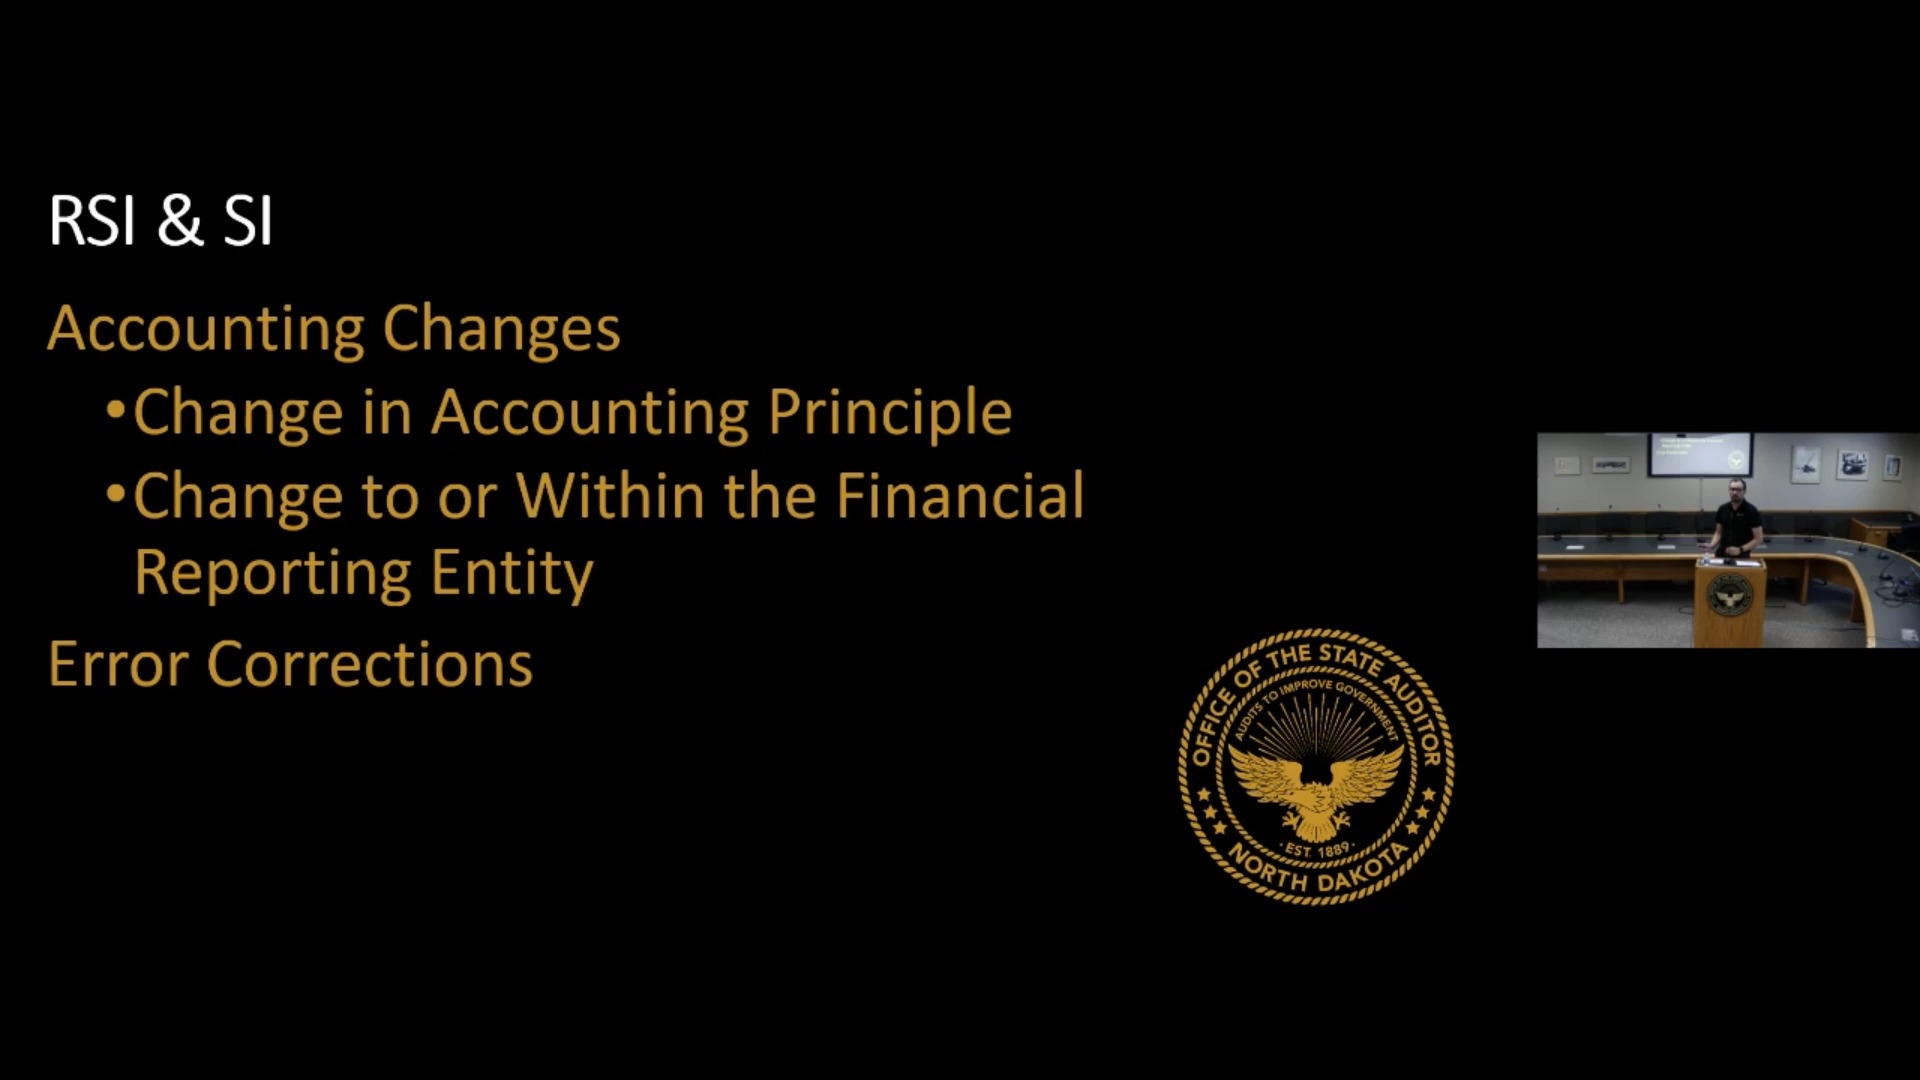 RSI & SI
Accounting Changes
•Change in Accounting Principle
•Change to or Within the Financial
Reporting Entity
Error Corrections
OFFICE OF THE STATE AUDITOR
AUDITS TO IMPROVE GOVERNMENT
· EST. 1889 ·
NORTH DAKOTA